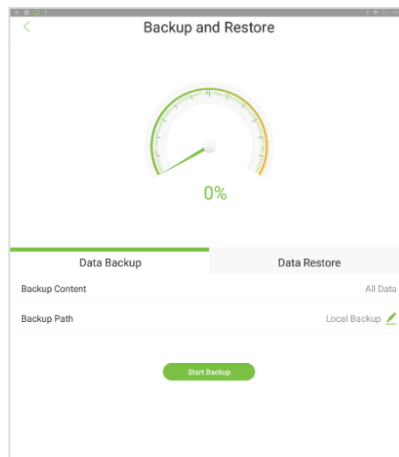 Backup and Restore
0%
Data Backup Data Restore
Backup Content All Data
Backup Path Local Backup
Start Backup